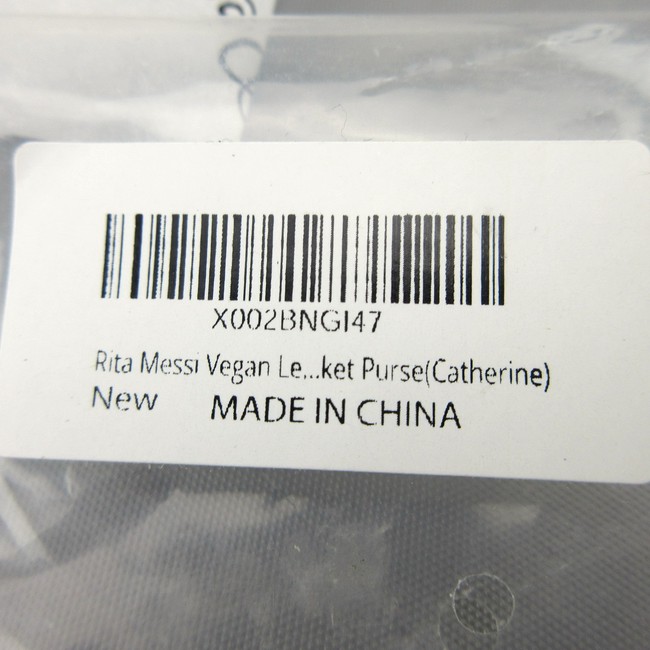 X002BNGI47
Rita Messi Vegan Le...ket Purse(Catherine)
New MADE IN CHINA